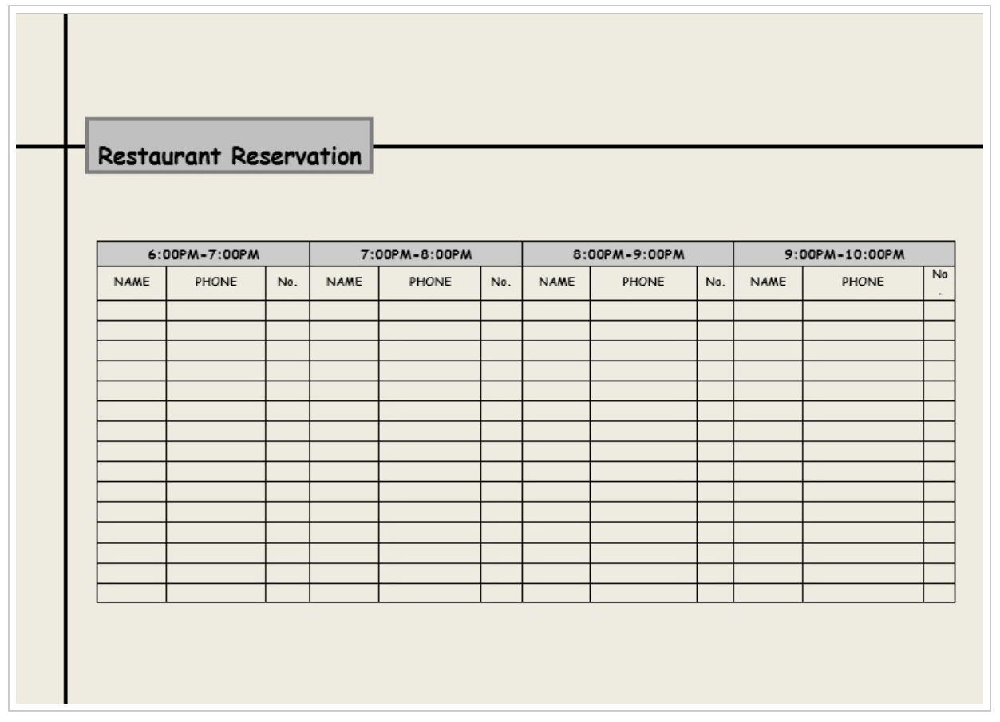 Restaurant Reservation
6:00PM-7:00PM 7:00PM-8:00PM 8:00PM-9:00PM 9:00PM-10:00PM
NAME PHONE No. NAME PHONE No. NAME PHONE No. NAME PHONE No
.